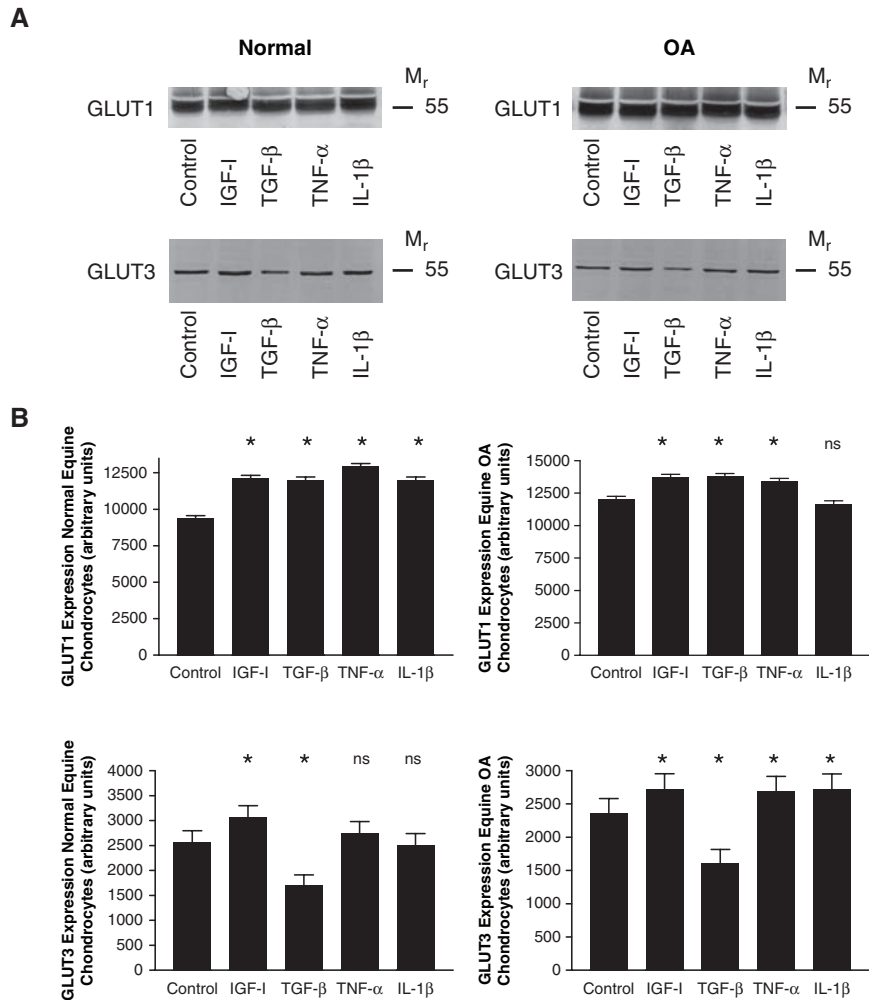 A
Normal
OA
GLUT1
M_r
55
GLUT1
M_r
55
Control
IGF-I
TGF-β
TNF-α
IL-1β
Control
IGF-I
TGF-β
TNF-α
IL-1β
GLUT3
M_r
55
GLUT3
M_r
55
Control
IGF-I
TGF-β
TNF-α
IL-1β
Control
IGF-I
TGF-β
TNF-α
IL-1β
B
GLUT1 Expression Normal Equine
Chondrocytes (arbitrary units)
12500
10000
7500
5000
2500
0
* * * *
Control IGF-I TGF-β TNF-α IL-1β
GLUT1 Expression Equine OA
Chondrocytes (arbitrary units)
15000
12500
10000
12500
5000
2500
0
* * * ns
Control IGF-I TGF-β TNF-α IL-1β
GLUT3 Expression Normal Equine
Chondrocytes (arbitrary units)
4000
3500
3000
2500
2000
1500
1000
500
0
* * ns ns
Control IGF-I TGF-β TNF-α IL-1β
GLUT3 Expression Equine OA
Chondrocytes (arbitrary units)
3000
2500
2000
1500
1000
500
0
* * * *
Control IGF-I TGF-β TNF-α IL-1β